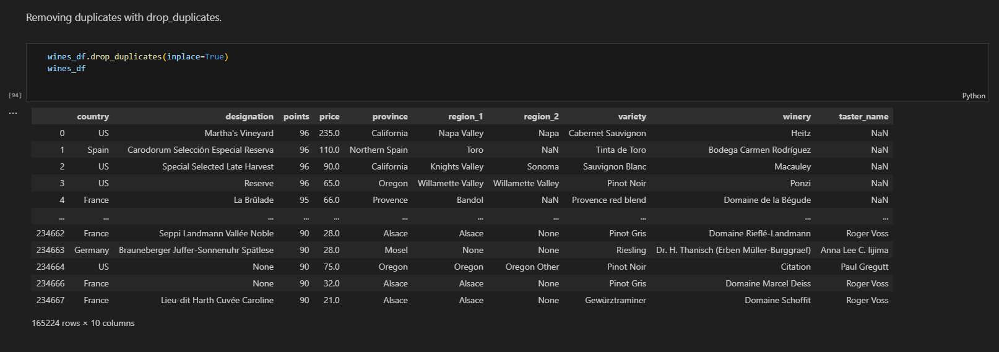 Removing duplicates with drop_duplicates.
wines_df.drop_duplicates(inplace=True)
wines_df
[94]
Python
...
country designation points price province region_1 region_2 variety winery taster_name
0 US Martha's Vineyard 96 235.0 California Napa Valley Napa Cabernet Sauvignon Heitz NaN
1 Spain Carodorum Selección Especial Reserva 96 110.0 Northern Spain Toro NaN Tinta de Toro Bodega Carmen Rodríguez NaN
2 US Special Selected Late Harvest 96 90.0 California Knights Valley Sonoma Sauvignon Blanc Macauley NaN
3 US Reserve 96 65.0 Oregon Willamette Valley Willamette Valley Pinot Noir Ponzi NaN
4 France La Brûlade 95 66.0 Provence Bandol NaN Provence red blend Domaine de la Bégude NaN
... ... ... ... ... ... ... ... ... ... ...
234662 France Seppi Landmann Vallée Noble 90 28.0 Alsace Alsace None Pinot Gris Domaine Rieflé-Landmann Roger Voss
234663 Germany Brauneberger Juffer-Sonnenuhr Spätlese 90 28.0 Mosel None None Riesling Dr. H. Thanisch (Erben Müller-Burggraef) Anna Lee C. Iijima
234664 US None 90 75.0 Oregon Oregon Oregon Other Pinot Noir Citation Paul Gregutt
234666 France None 90 32.0 Alsace Alsace None Pinot Gris Domaine Marcel Deiss Roger Voss
234667 France Lieu-dit Harth Cuvée Caroline 90 21.0 Alsace Alsace None Gewürztraminer Domaine Schoffit Roger Voss
165224 rows × 10 columns